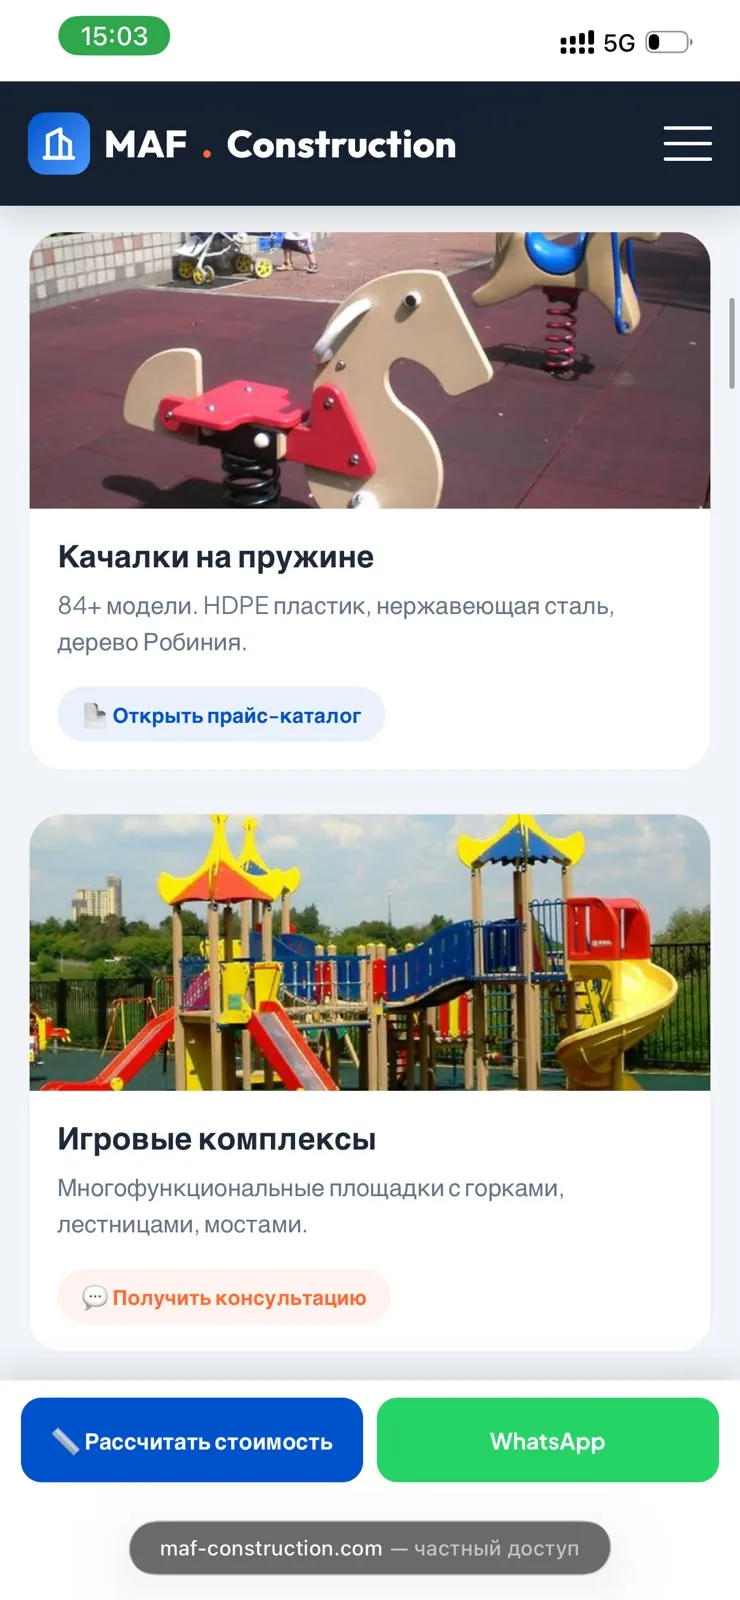 15:03
5G
MAF . Construction
Качалки на пружине
84+ модели. HDPE пластик, нержавеющая сталь,
дерево Робиния.
Открыть прайс-каталог
Игровые комплексы
Многофункциональные площадки с горками,
лестницами, мостами.
Получить консультацию
Рассчитать стоимость
WhatsApp
maf-construction.com — частный доступ